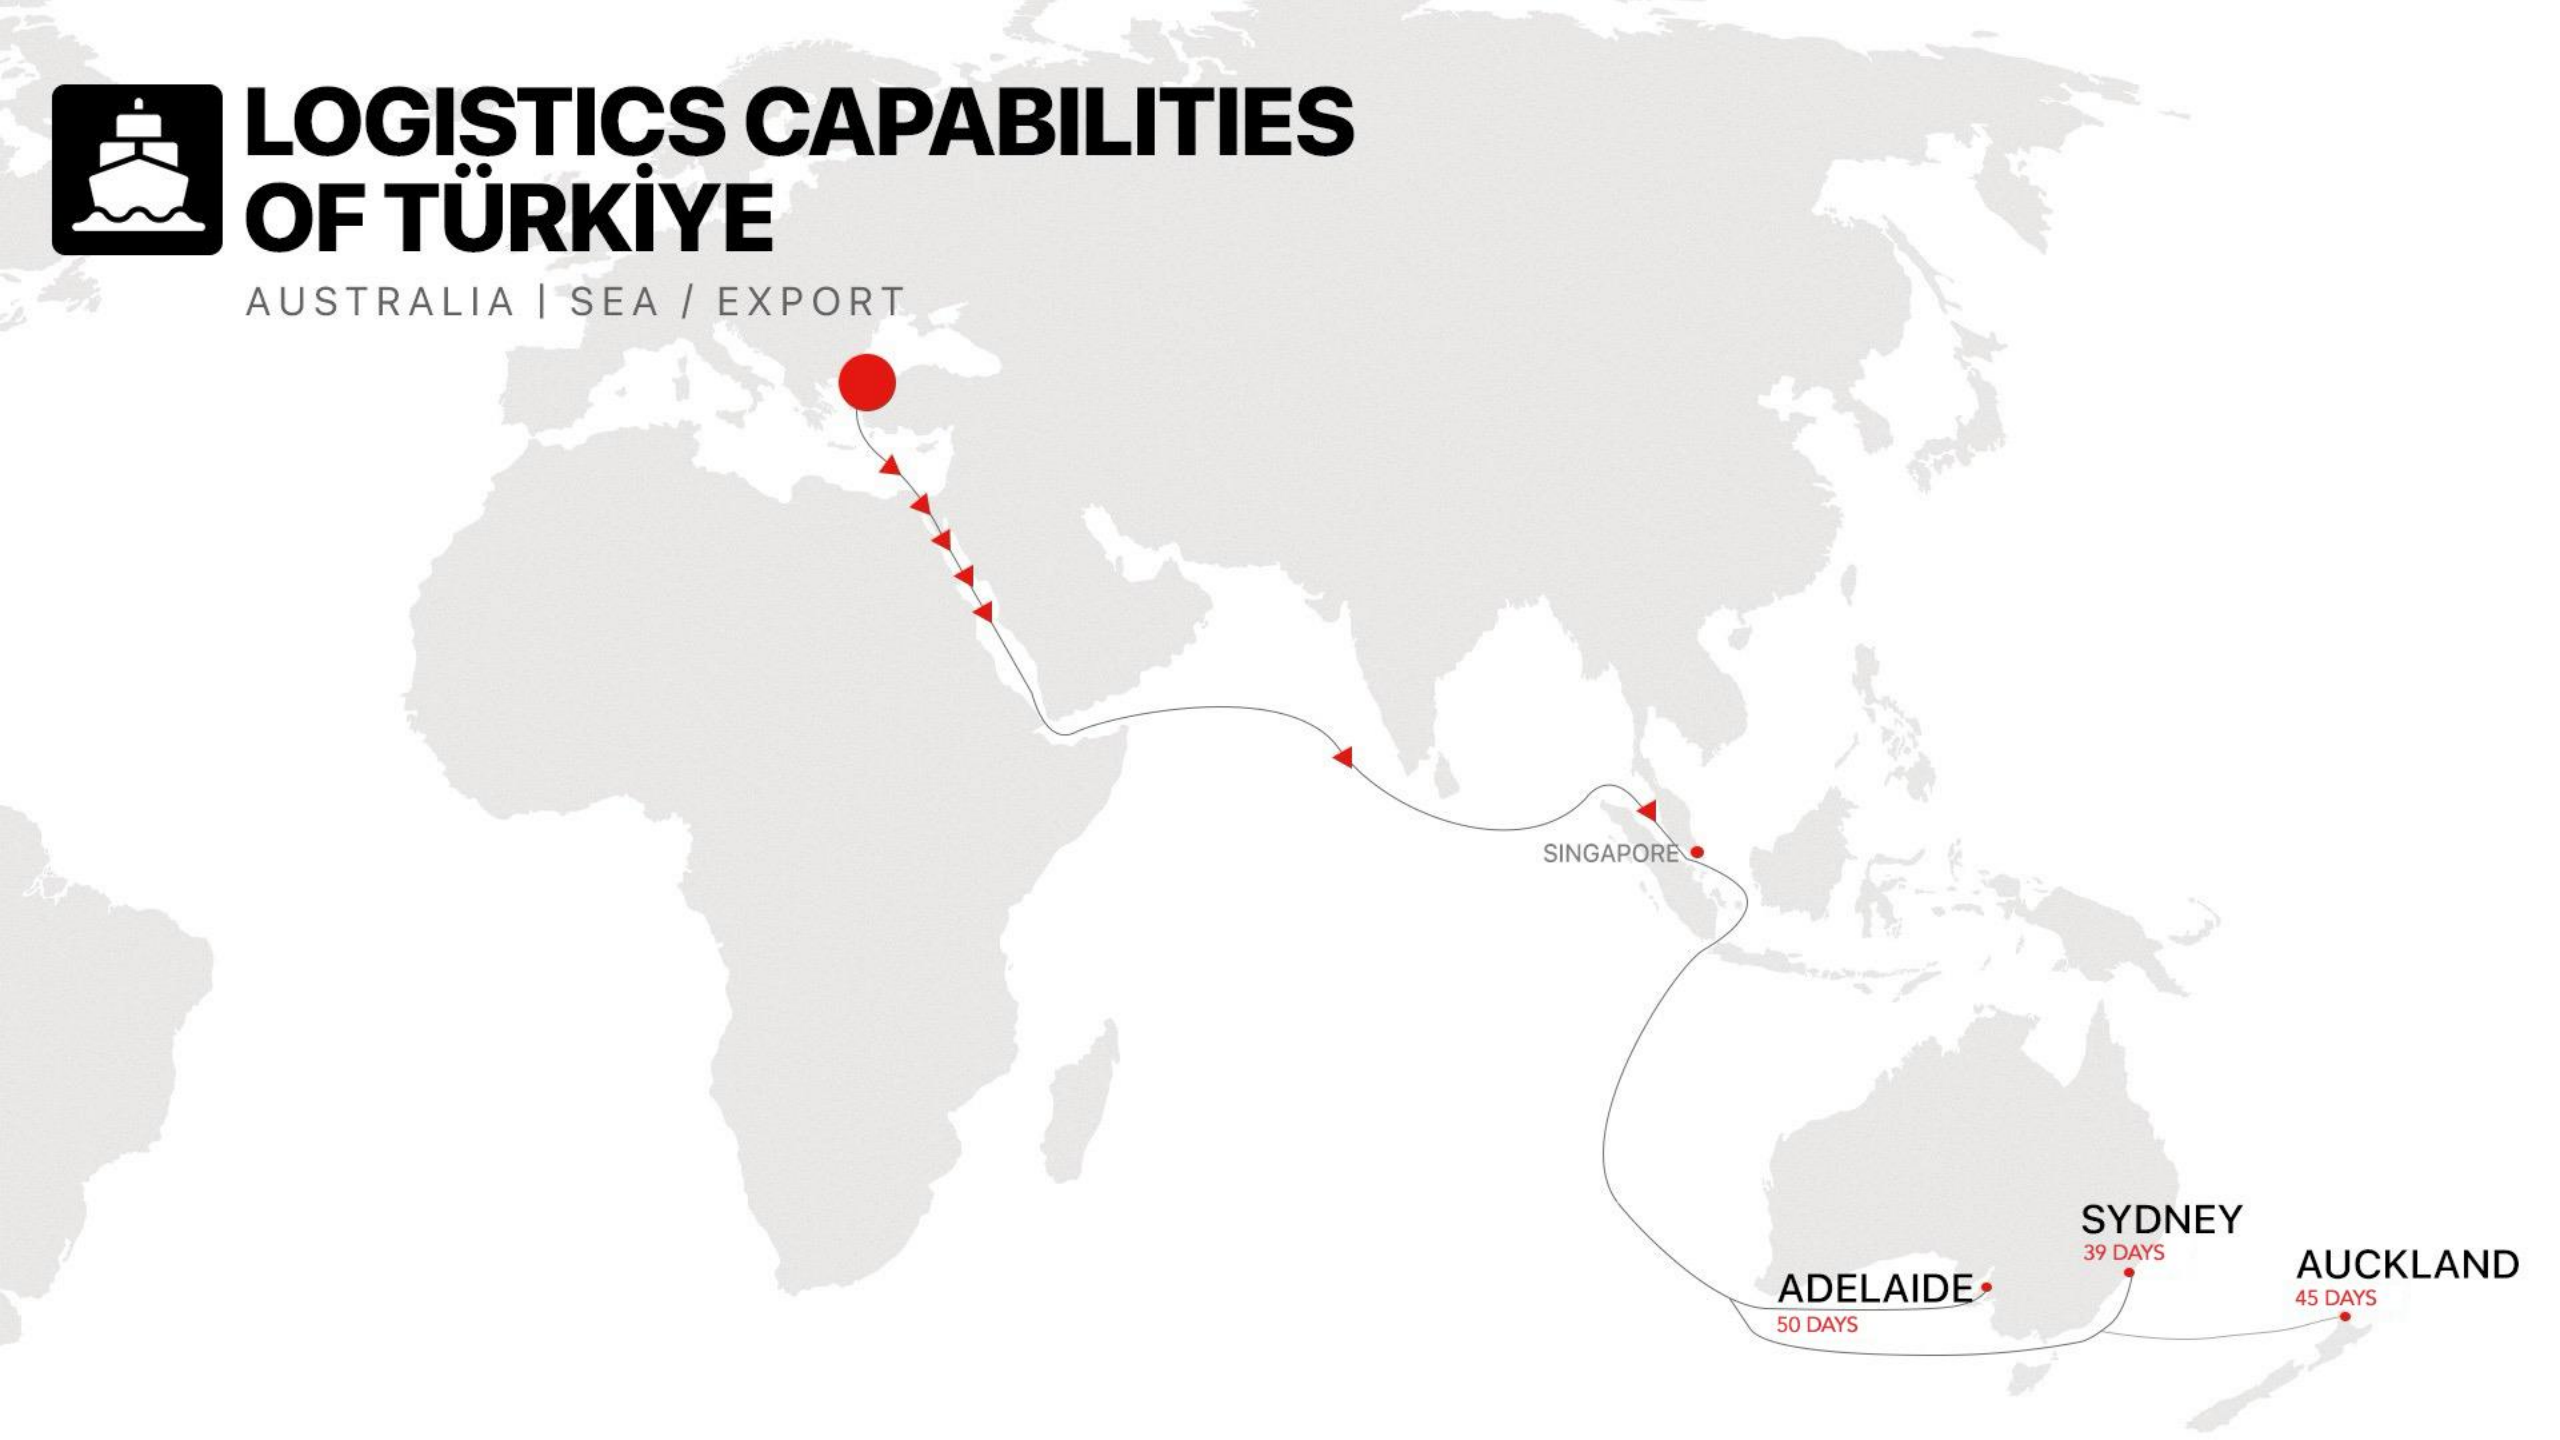 LOGISTICS CAPABILITIES
OF TÜRKİYE
AUSTRALIA | SEA / EXPORT
SINGAPORE
SYDNEY
39 DAYS
AUCKLAND
45 DAYS
ADELAIDE
50 DAYS